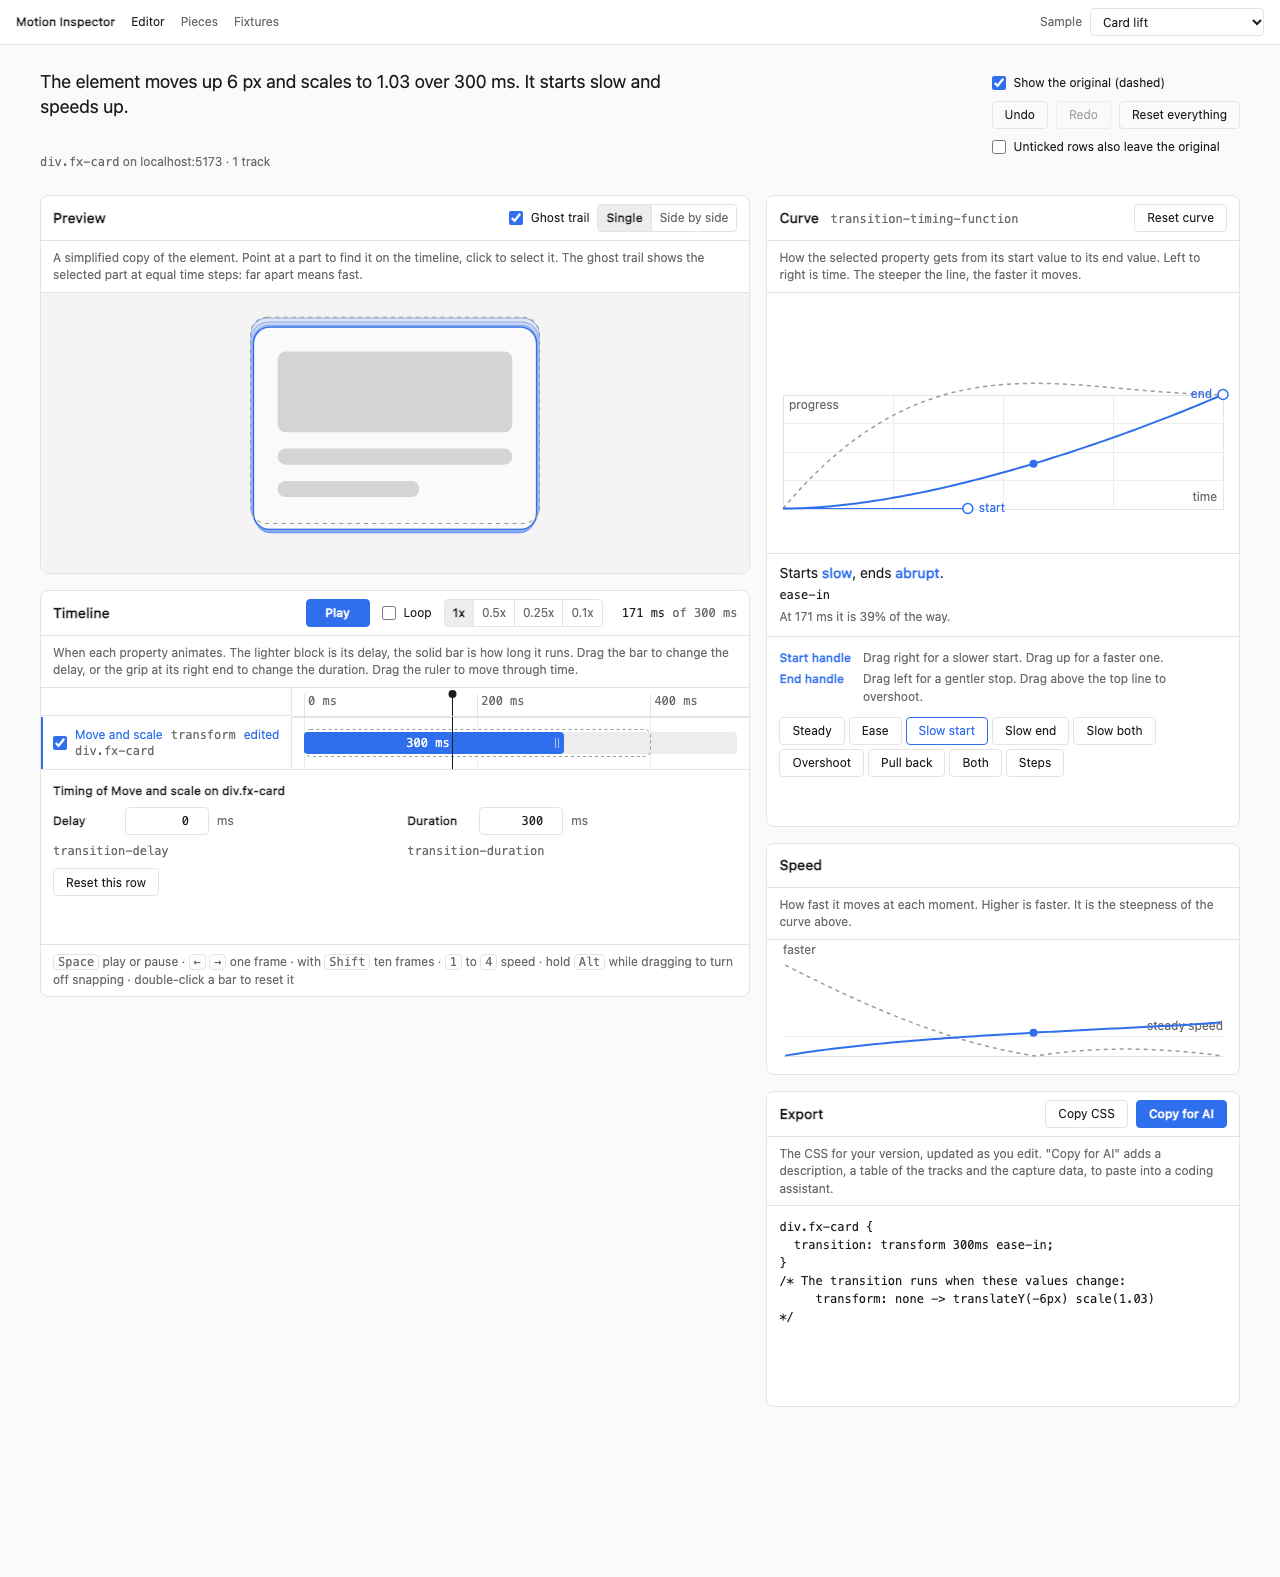 Motion Inspector Editor Pieces Fixtures Sample Card lift
The element moves up 6 px and scales to 1.03 over 300 ms. It starts slow and
speeds up.
Show the original (dashed)
Undo Redo Reset everything
Unticked rows also leave the original
div.fx-card on localhost:5173 · 1 track
Preview Ghost trail Single Side by side
A simplified copy of the element. Point at a part to find it on the timeline, click to select it. The ghost trail shows the
selected part at equal time steps: far apart means fast.
Timeline Play Loop 1x 0.5x 0.25x 0.1x 171 ms of 300 ms
When each property animates. The lighter block is its delay, the solid bar is how long it runs. Drag the bar to change the
delay, or the grip at its right end to change the duration. Drag the ruler to move through time.
0 ms 200 ms 400 ms
Move and scale transform edited
div.fx-card
300 ms
Timing of Move and scale on div.fx-card
Delay 0 ms Duration 300 ms
transition-delay transition-duration
Reset this row
Space play or pause · ← → one frame · with Shift ten frames · 1 to 4 speed · hold Alt while dragging to turn
off snapping · double-click a bar to reset it
Curve transition-timing-function Reset curve
How the selected property gets from its start value to its end value. Left to
right is time. The steeper the line, the faster it moves.
end
progress
time
start
Starts slow, ends abrupt.
ease-in
At 171 ms it is 39% of the way.
Start handle Drag right for a slower start. Drag up for a faster one.
End handle Drag left for a gentler stop. Drag above the top line to
overshoot.
Steady Ease Slow start Slow end Slow both
Overshoot Pull back Both Steps
Speed
How fast it moves at each moment. Higher is faster. It is the steepness of the
curve above.
faster
steady speed
Export Copy CSS Copy for AI
The CSS for your version, updated as you edit. "Copy for AI" adds a
description, a table of the tracks and the capture data, to paste into a coding
assistant.
div.fx-card {
transition: transform 300ms ease-in;
}
/* The transition runs when these values change:
transform: none -> translateY(-6px) scale(1.03)
*/